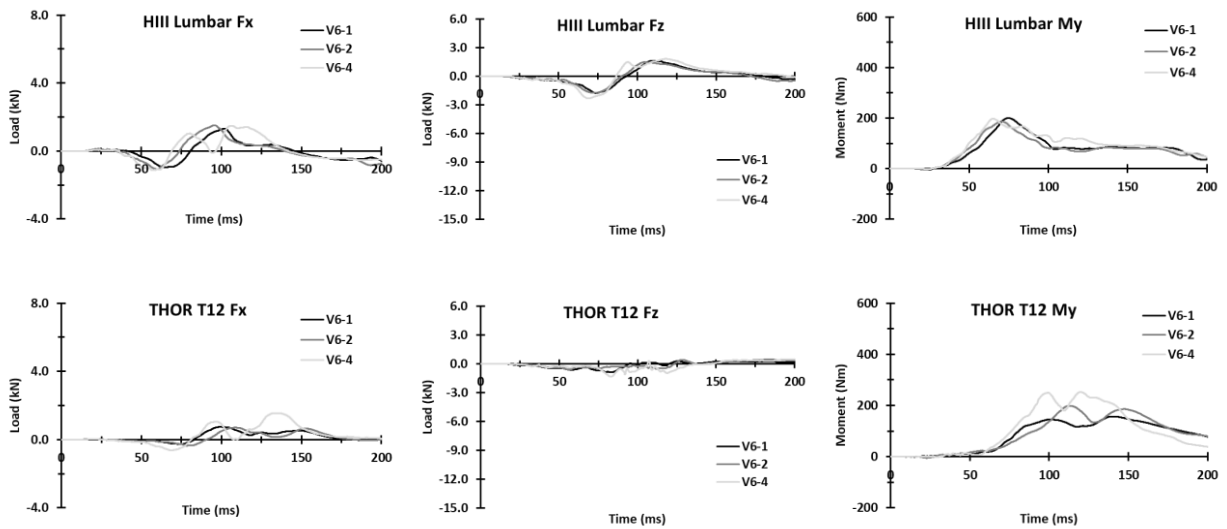 HIII Lumbar Fx
8.0
4.0
0.0
-4.0
Load (kN)
0
50
100
150
200
Time (ms)
V6-1
V6-2
V6-4
HIII Lumbar Fz
6.0
3.0
0.0
-3.0
-6.0
-9.0
-12.0
-15.0
Load (kN)
0
50
100
150
200
Time (ms)
V6-1
V6-2
V6-4
HIII Lumbar My
600
400
200
0
-200
Moment (Nm)
0
50
100
150
200
Time (ms)
V6-1
V6-2
V6-4
THOR T12 Fx
8.0
4.0
0.0
-4.0
Load (kN)
0
50
100
150
200
Time (ms)
V6-1
V6-2
V6-4
THOR T12 Fz
6.0
3.0
0.0
-3.0
-6.0
-9.0
-12.0
-15.0
Load (kN)
0
50
100
150
200
Time (ms)
V6-1
V6-2
V6-4
THOR T12 My
600
400
200
0
-200
Moment (Nm)
0
50
100
150
200
Time (ms)
V6-1
V6-2
V6-4